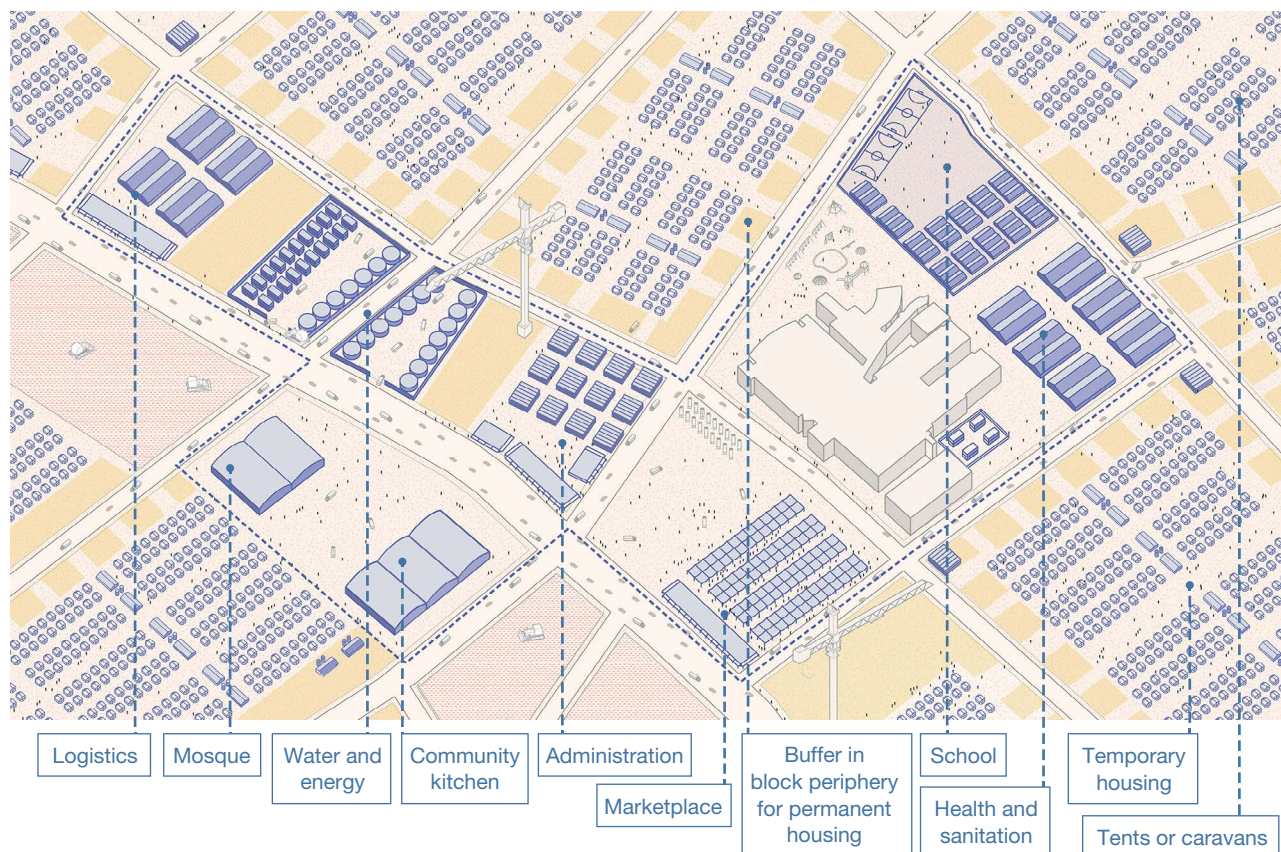 Logistics
Mosque
Water and
energy
Community
kitchen
Administration
Marketplace
Buffer in
block periphery
for permanent
housing
School
Health and
sanitation
Temporary
housing
Tents or caravans